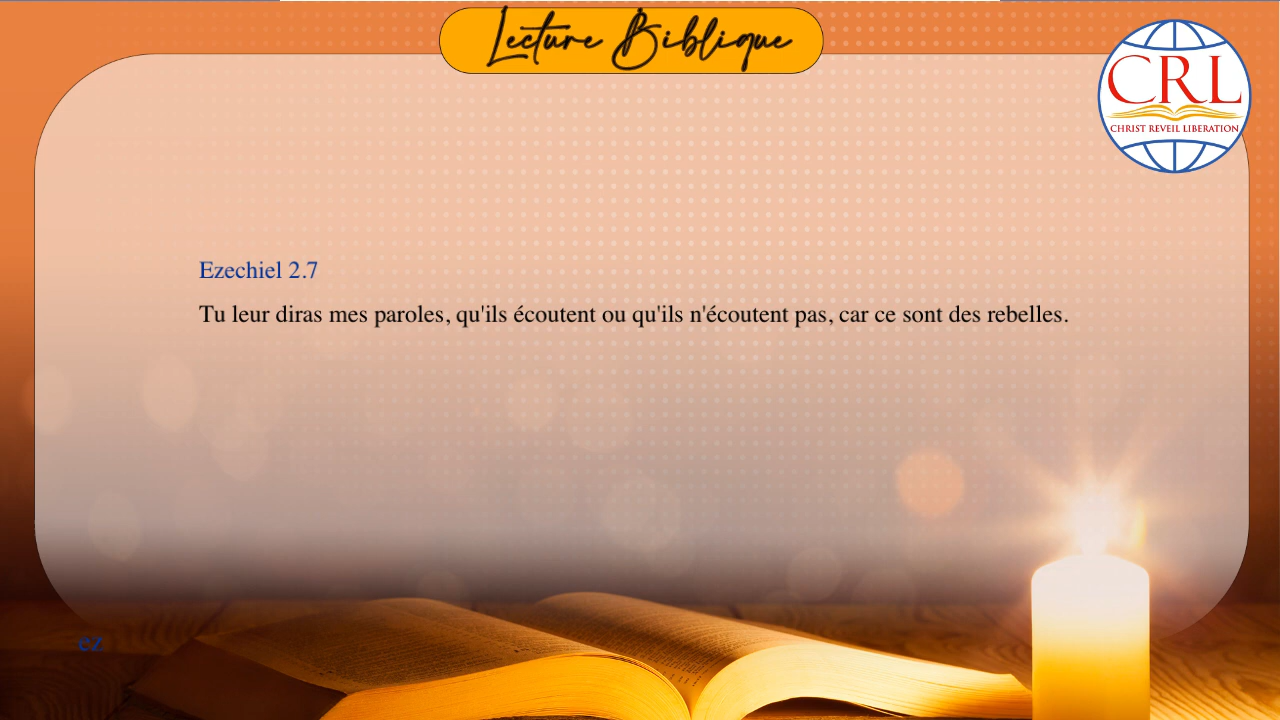 Lecture Biblique
CRL
CHRIST REVEIL LIBERATION
Ezechiel 2.7
Tu leur diras mes paroles, qu'ils écoutent ou qu'ils n'écoutent pas, car ce sont des rebelles.
ez